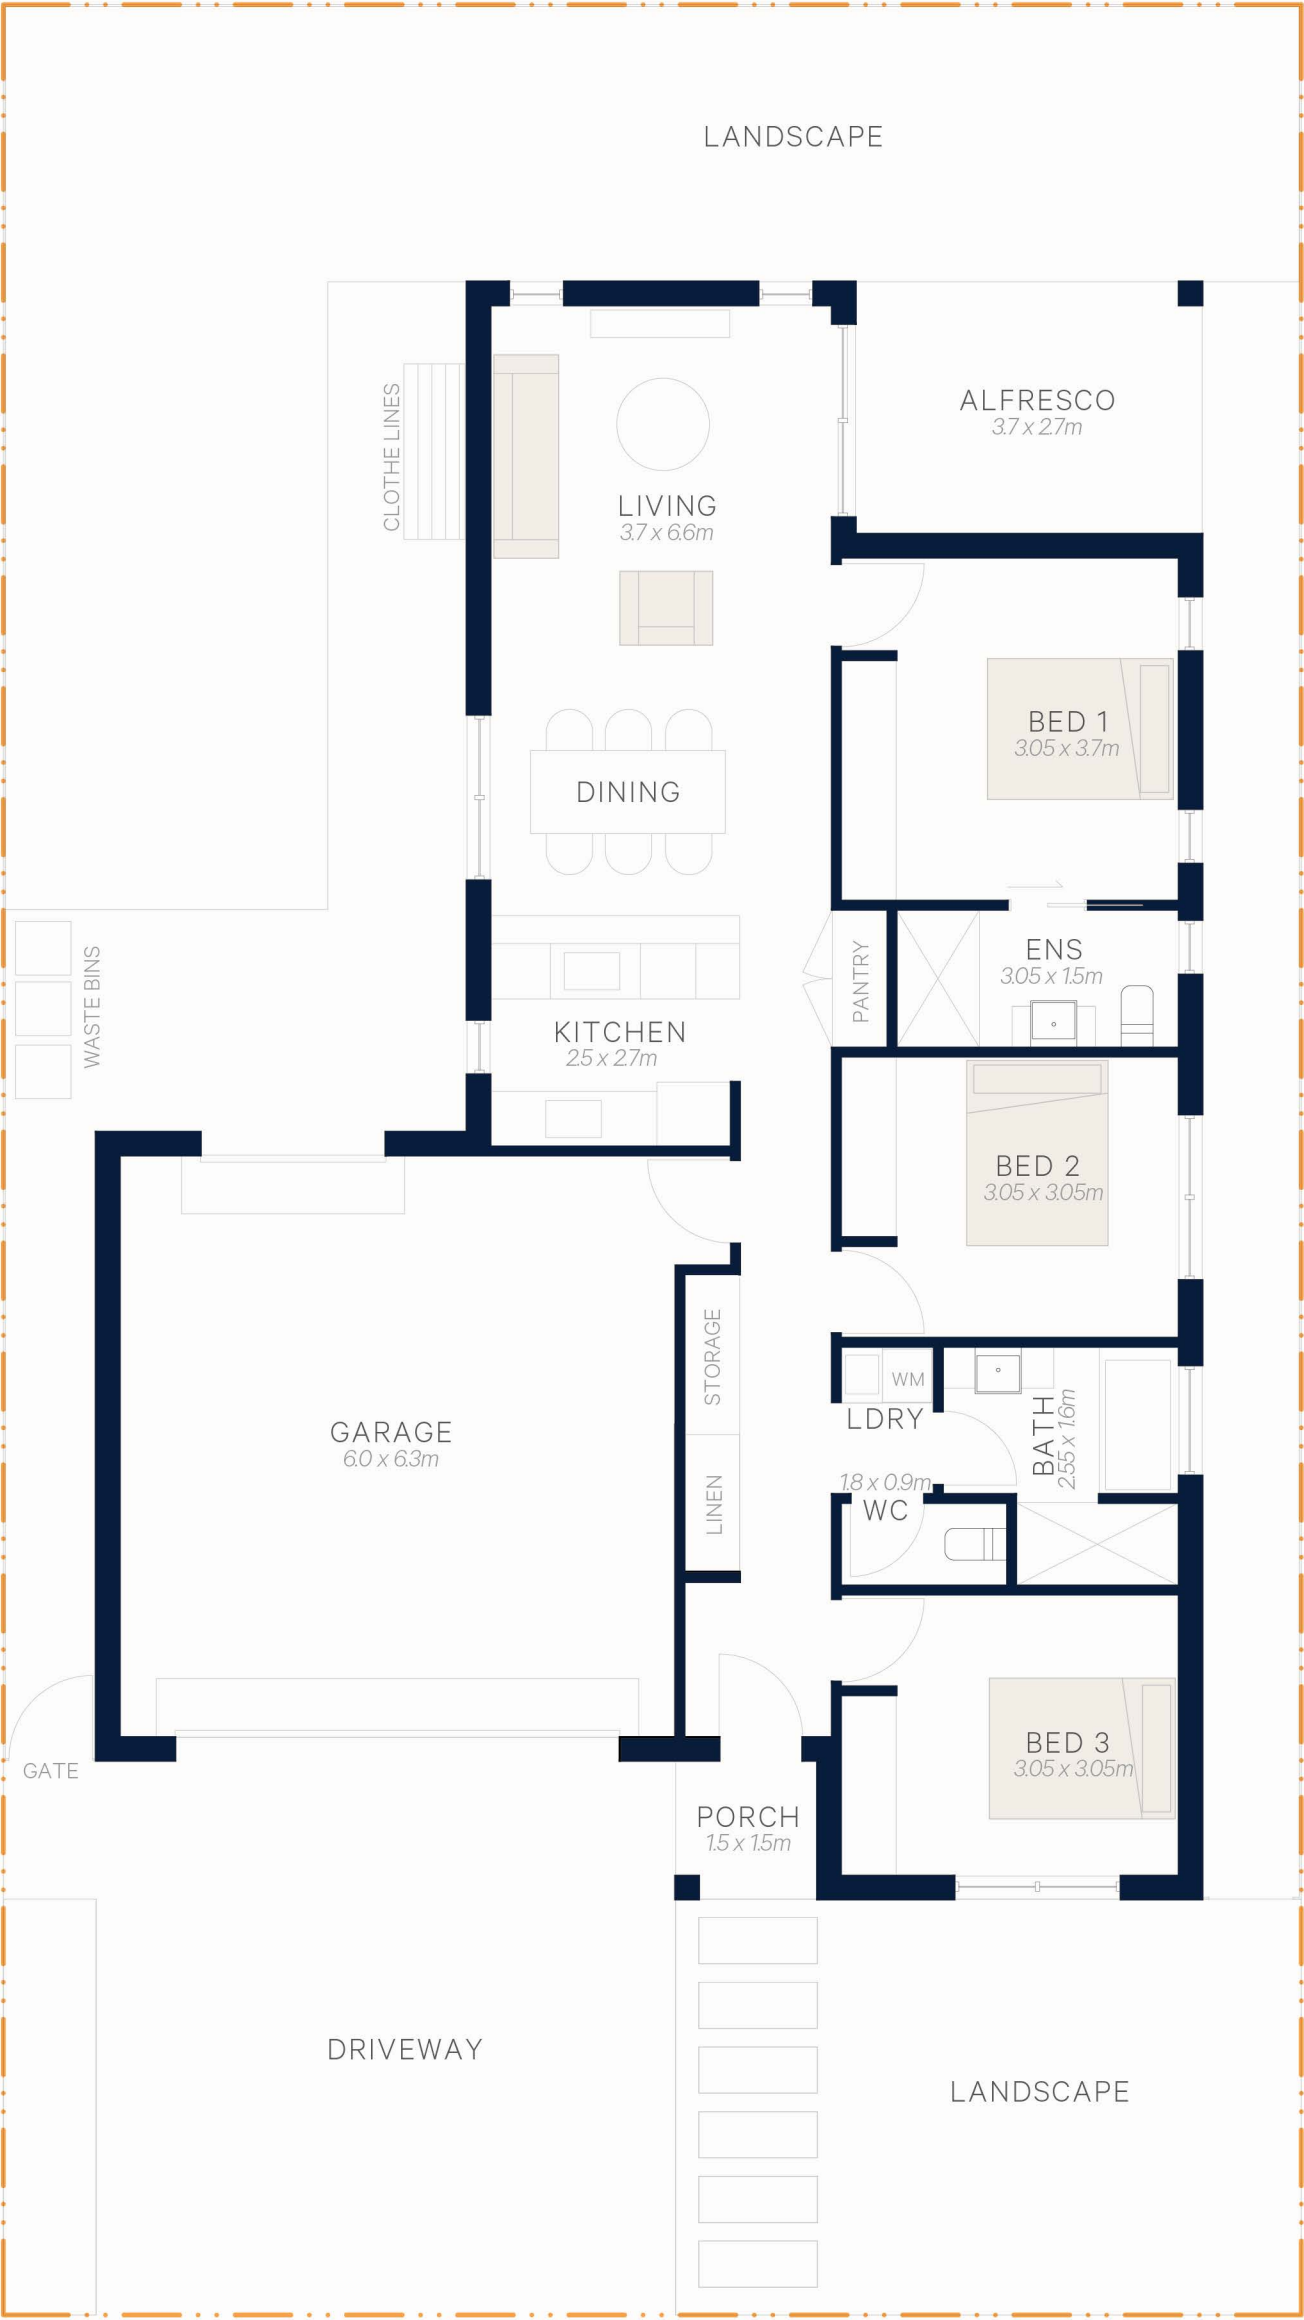 LANDSCAPE
ALFRESCO
3.7 x 2.7m
CLOTHE LINES
LIVING
3.7 x 6.6m
BED 1
3.05 x 3.7m
DINING
ENS
3.05 x 1.5m
PANTRY
WASTE BINS
KITCHEN
2.5 x 2.7m
BED 2
3.05 x 3.05m
STORAGE
WM
LDRY
BATH
2.55 x 1.6m
GARAGE
6.0 x 6.3m
1.8 x 0.9m
WC
LINEN
BED 3
3.05 x 3.05m
GATE
PORCH
1.5 x 1.5m
DRIVEWAY
LANDSCAPE